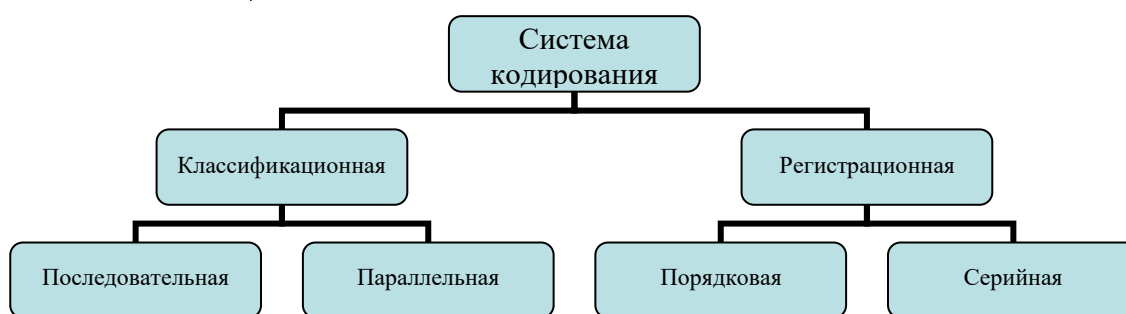 Система
кодирования
Классификационная
Регистрационная
Последовательная
Параллельная
Порядковая
Серийная